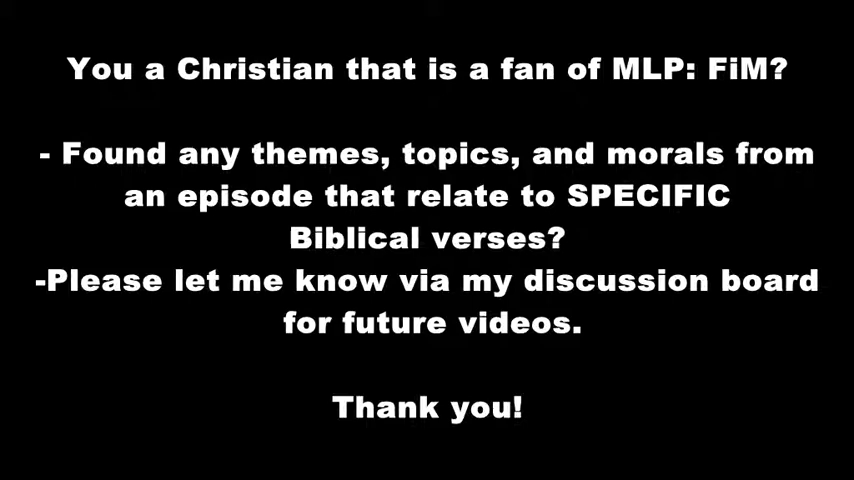 You a Christian that is a fan of MLP: FiM?
- Found any themes, topics, and morals from
an episode that relate to SPECIFIC
Biblical verses?
-Please let me know via my discussion board
for future videos.
Thank you!